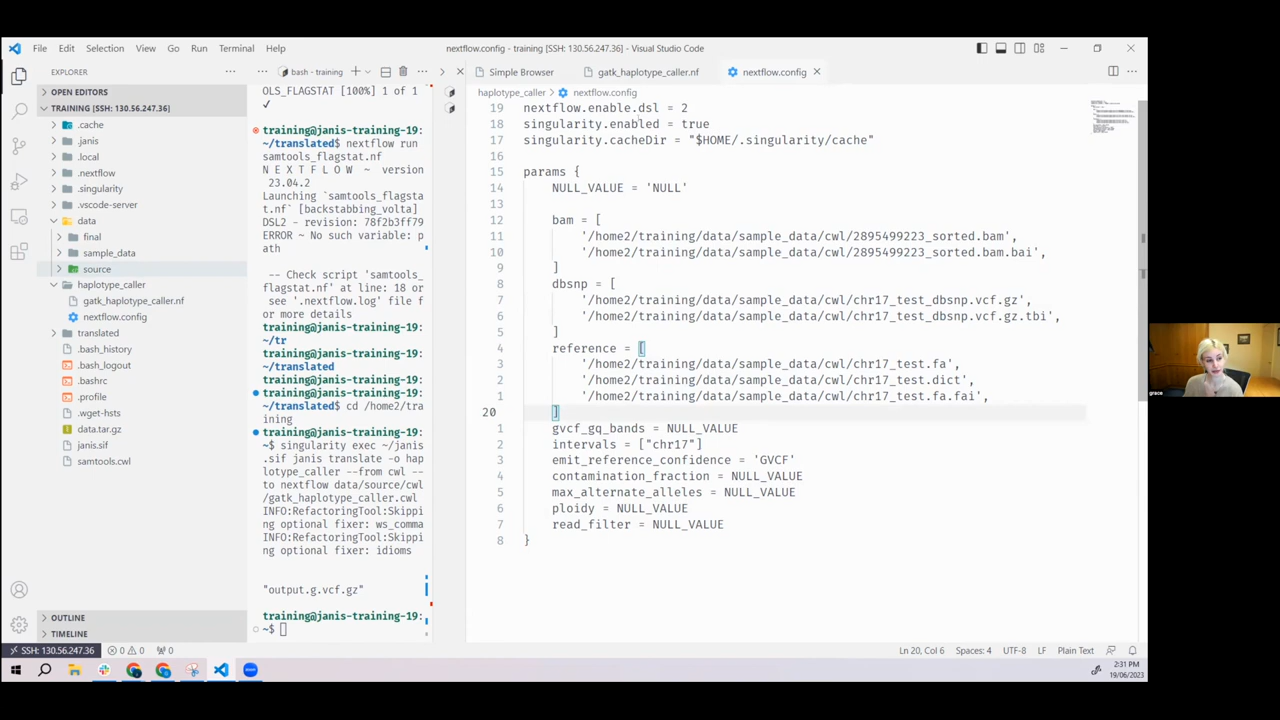 File Edit Selection View Go Run Terminal Help
nextflow.config - training [SSH: 130.56.247.36] - Visual Studio Code
EXPLORER
OPEN EDITORS
TRAINING [SSH: 130.56.247.36]
.cache
.janis
.local
.nextflow
.singularity
.vscode-server
data
final
sample_data
source
haplotype_caller
gatk_haplotype_caller.nf
nextflow.config
translated
.bash_history
.bash_logout
.bashrc
.profile
.wget-hsts
data.tar.gz
janis.sif
samtools.cwl
OUTLINE
TIMELINE
bash - training
OLS_FLAGSTAT [100%] 1 of 1
✓
training@janis-training-19:
~/translated$ nextflow run
samtools_flagstat.nf
N E X T F L O W ~ version
23.04.2
Launching `samtools_flagsta
t.nf` [backstabbing_volta]
DSL2 - revision: 78f2b3ff79
ERROR ~ No such variable: p
ath
-- Check script 'samtools_
flagstat.nf' at line: 18 or
see '.nextflow.log' file f
or more details
training@janis-training-19:
~/tr
training@janis-training-19:
~/translated
training@janis-training-19:
training@janis-training-19:
~/translated$ cd /home2/tra
ining
training@janis-training-19:
~$ singularity exec ~/janis
.sif janis translate -o hap
lotype_caller --from cwl --
to nextflow data/source/cwl
/gatk_haplotype_caller.cwl
INFO:RefactoringTool:Skippi
ng optional fixer: ws_comma
INFO:RefactoringTool:Skippi
ng optional fixer: idioms
"output.g.vcf.gz"
training@janis-training-19:
~$
Simple Browser
gatk_haplotype_caller.nf
nextflow.config
haplotype_caller > nextflow.config
19 nextflow.enable.dsl = 2
18 singularity.enabled = true
17 singularity.cacheDir = "$HOME/.singularity/cache"
16
15 params {
14 NULL_VALUE = 'NULL'
13
12 bam = [
11 '/home2/training/data/sample_data/cwl/2895499223_sorted.bam',
10 '/home2/training/data/sample_data/cwl/2895499223_sorted.bam.bai',
9 ]
8 dbsnp = [
7 '/home2/training/data/sample_data/cwl/chr17_test_dbsnp.vcf.gz',
6 '/home2/training/data/sample_data/cwl/chr17_test_dbsnp.vcf.gz.tbi',
5 ]
4 reference = [
3 '/home2/training/data/sample_data/cwl/chr17_test.fa',
2 '/home2/training/data/sample_data/cwl/chr17_test.dict',
1 '/home2/training/data/sample_data/cwl/chr17_test.fa.fai',
20 ]
1 gvcf_gq_bands = NULL_VALUE
2 intervals = ["chr17"]
3 emit_reference_confidence = 'GVCF'
4 contamination_fraction = NULL_VALUE
5 max_alternate_alleles = NULL_VALUE
6 ploidy = NULL_VALUE
7 read_filter = NULL_VALUE
8 }
grace
SSH: 130.56.247.36
0 0
0
Ln 20, Col 6 Spaces: 4 UTF-8 LF Plain Text
2:31 PM
19/06/2023